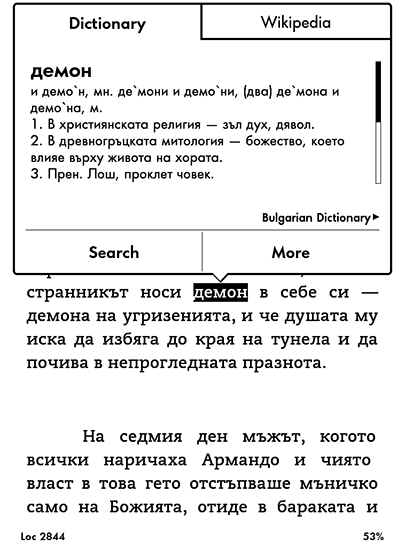 Dictionary
Wikipedia
демон
и демо`н, мн. де`мони и демо`ни, (два) де`мона и
демо`на, м.
1. В християнската религия — зъл дух, дявол.
2. В древногръцката митология — божество, което
влияе върху живота на хората.
3. Прен. Лош, проклет човек.
Bulgarian Dictionary
Search
More
странникът носи демон в себе си —
демона на угризенията, и че душата му
иска да избяга до края на тунела и да
почива в непрогледната празнота.
На седмия ден мъжът, когото
всички наричаха Армандо и чиято
власт в това гето отстъпваше мъничко
само на Божията, отиде в бараката и
Loc 2844
53%